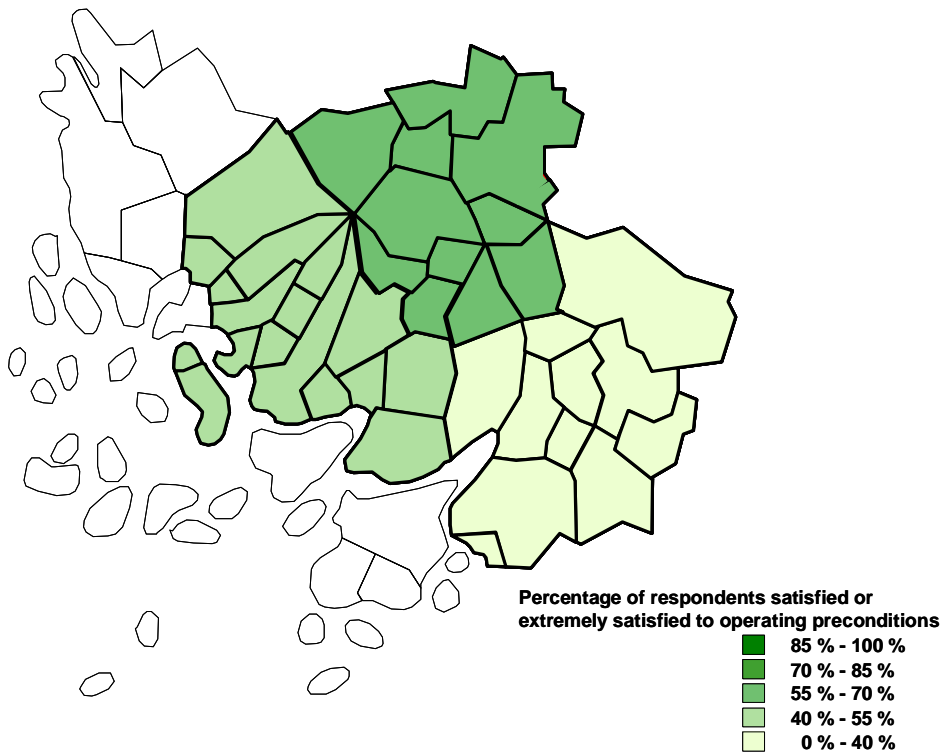 Percentage of respondents satisfied or
extremely satisfied to operating preconditions
85 % - 100 %
70 % - 85 %
55 % - 70 %
40 % - 55 %
0 % - 40 %